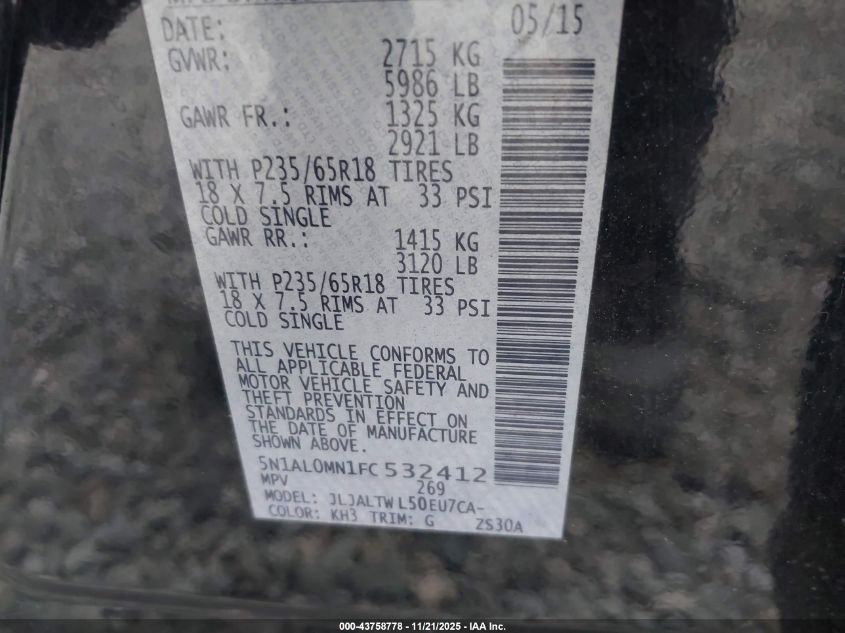 DATE: 05/15
GVWR: 2715 KG
5986 LB
GAWR FR.: 1325 KG
2921 LB
WITH P235/65R18 TIRES
18 X 7.5 RIMS AT 33 PSI
COLD SINGLE
GAWR RR.: 1415 KG
3120 LB
WITH P235/65R18 TIRES
18 X 7.5 RIMS AT 33 PSI
COLD SINGLE
THIS VEHICLE CONFORMS TO
ALL APPLICABLE FEDERAL
MOTOR VEHICLE SAFETY AND
THEFT PREVENTION
STANDARDS IN EFFECT ON
THE DATE OF MANUFACTURE
SHOWN ABOVE.
5N1AL0MN1FC532412
MPV 269
MODEL: JLJALTWL50EU7CA-
COLOR: KH3 TRIM: G ZS30A
000-43758778 - 11/21/2025 - IAA Inc.